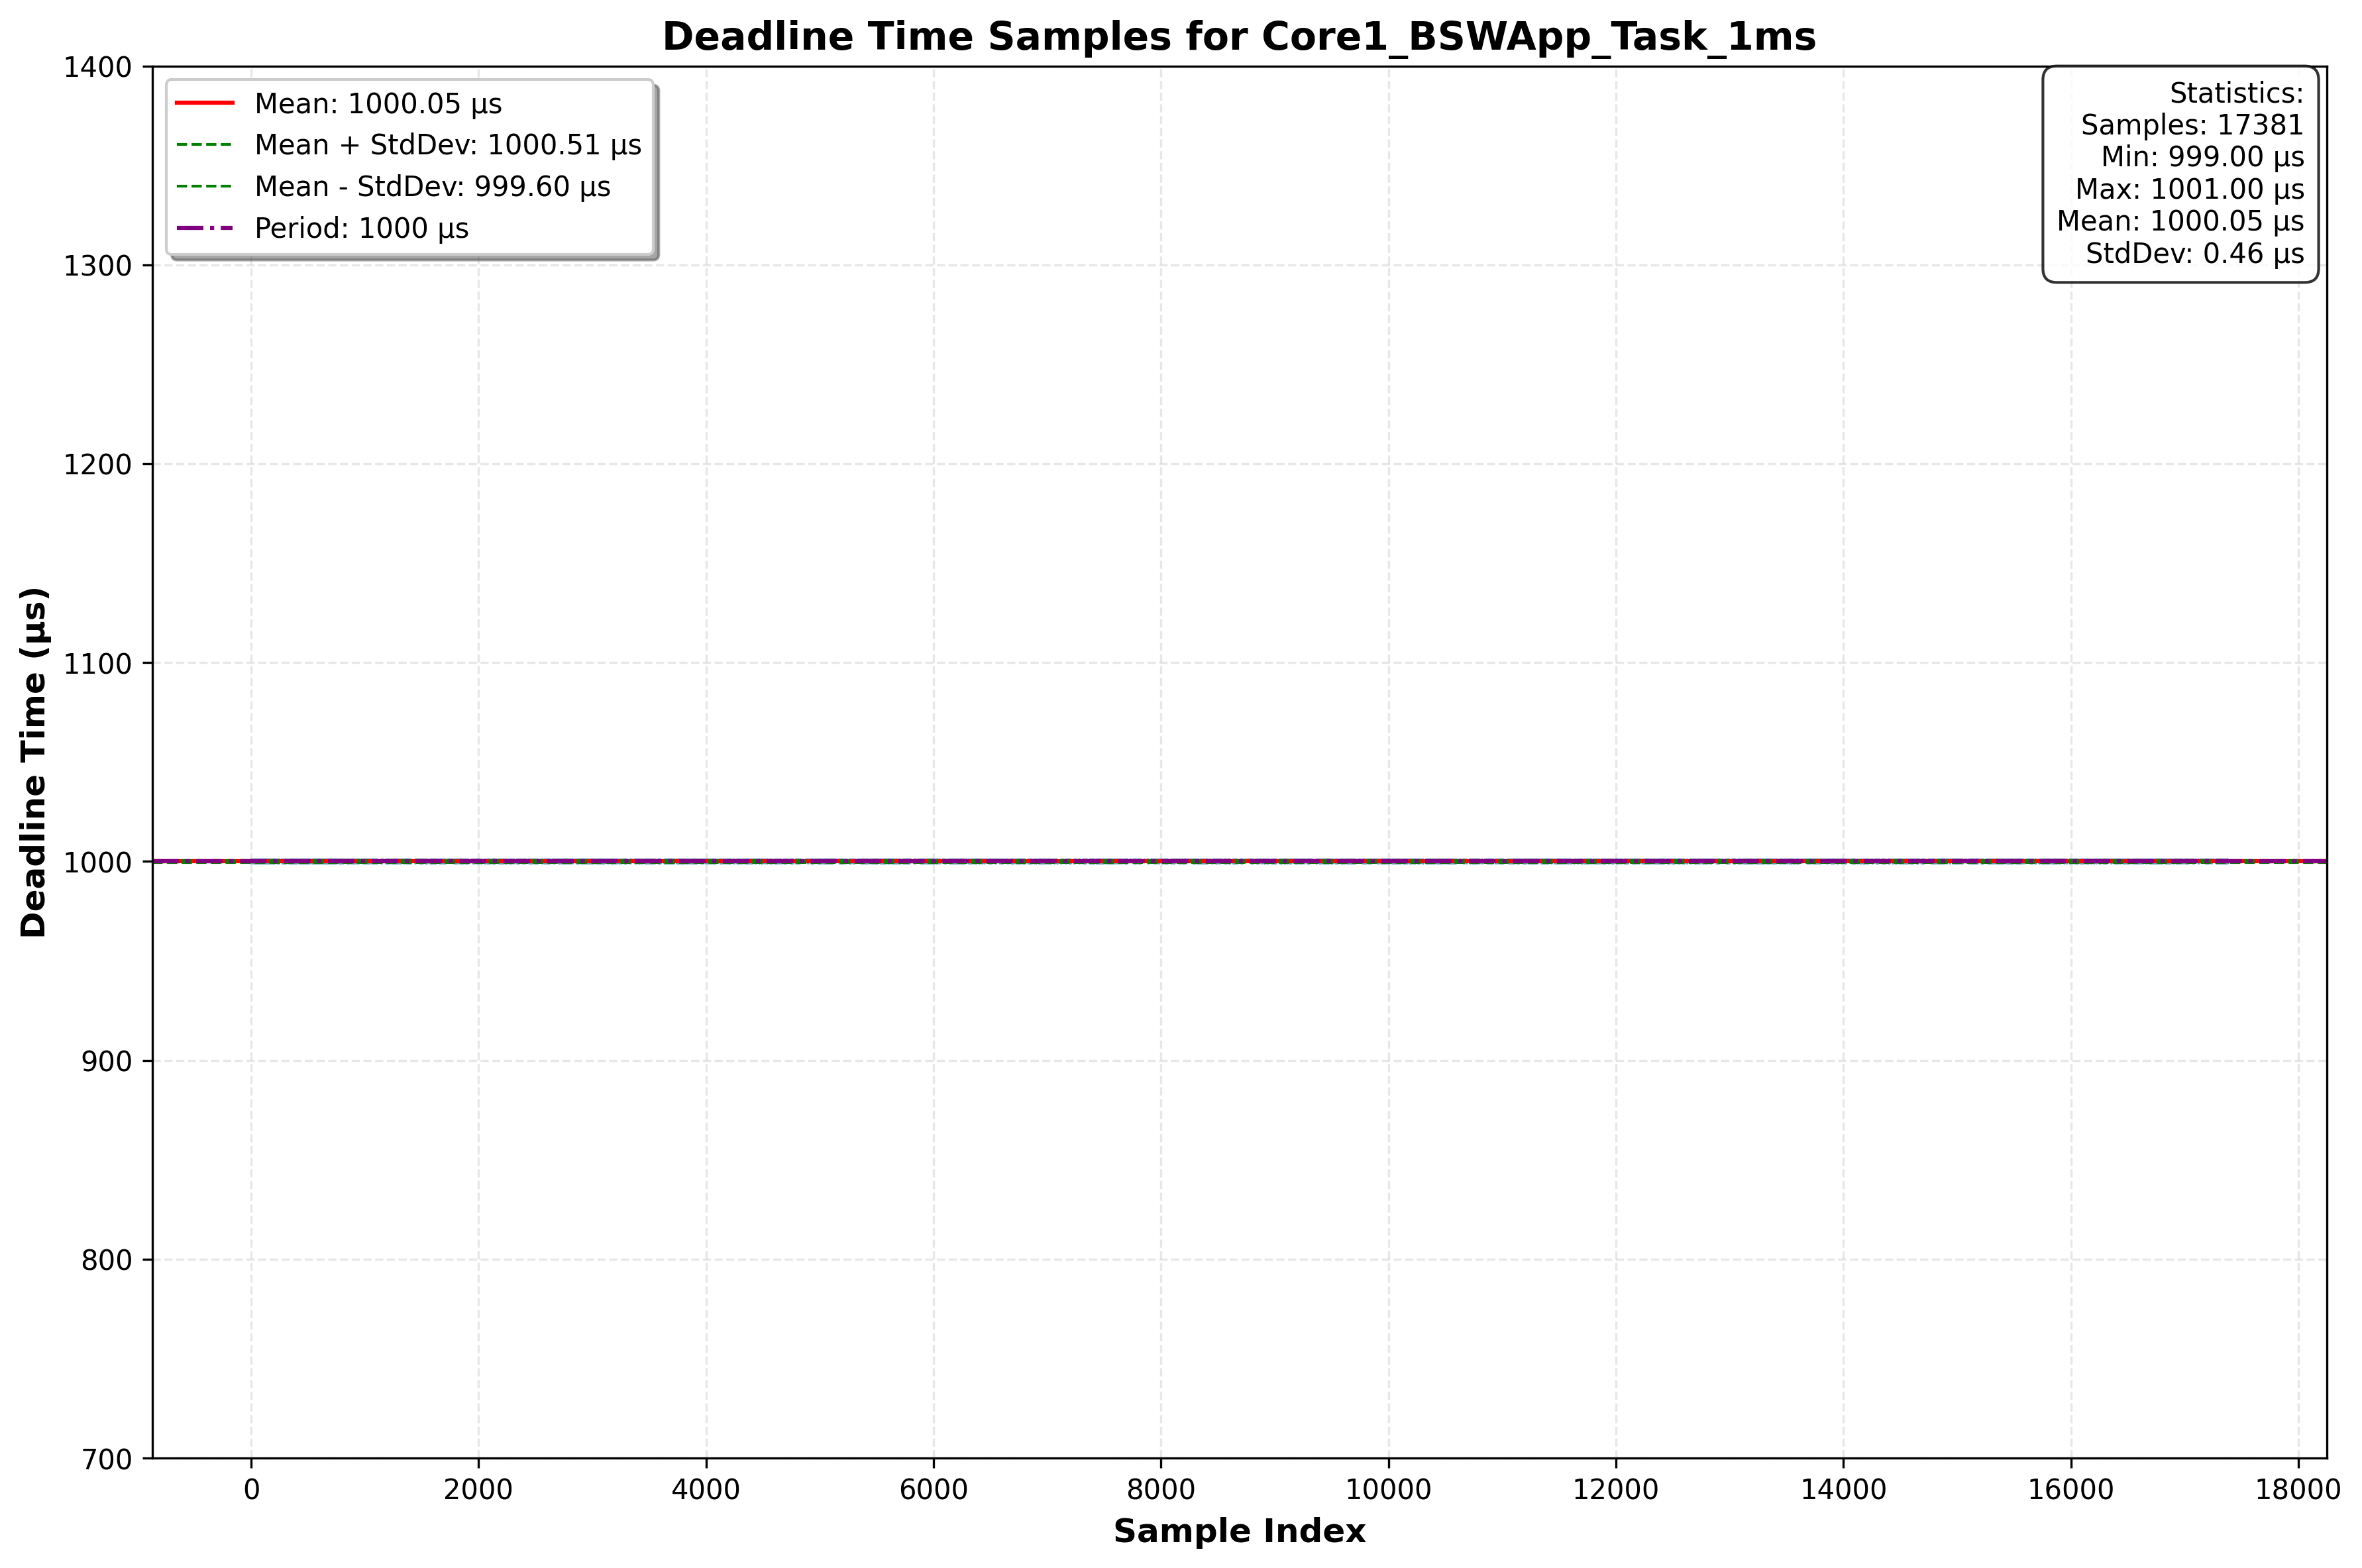 Deadline Time Samples for Core1_BSWApp_Task_1ms
Mean: 1000.05 µs
Mean + StdDev: 1000.51 µs
Mean - StdDev: 999.60 µs
Period: 1000 µs
Statistics:
Samples: 17381
Min: 999.00 µs
Max: 1001.00 µs
Mean: 1000.05 µs
StdDev: 0.46 µs
Deadline Time (µs)
1400
1300
1200
1100
1000
900
800
700
0 2000 4000 6000 8000 10000 12000 14000 16000 18000
Sample Index